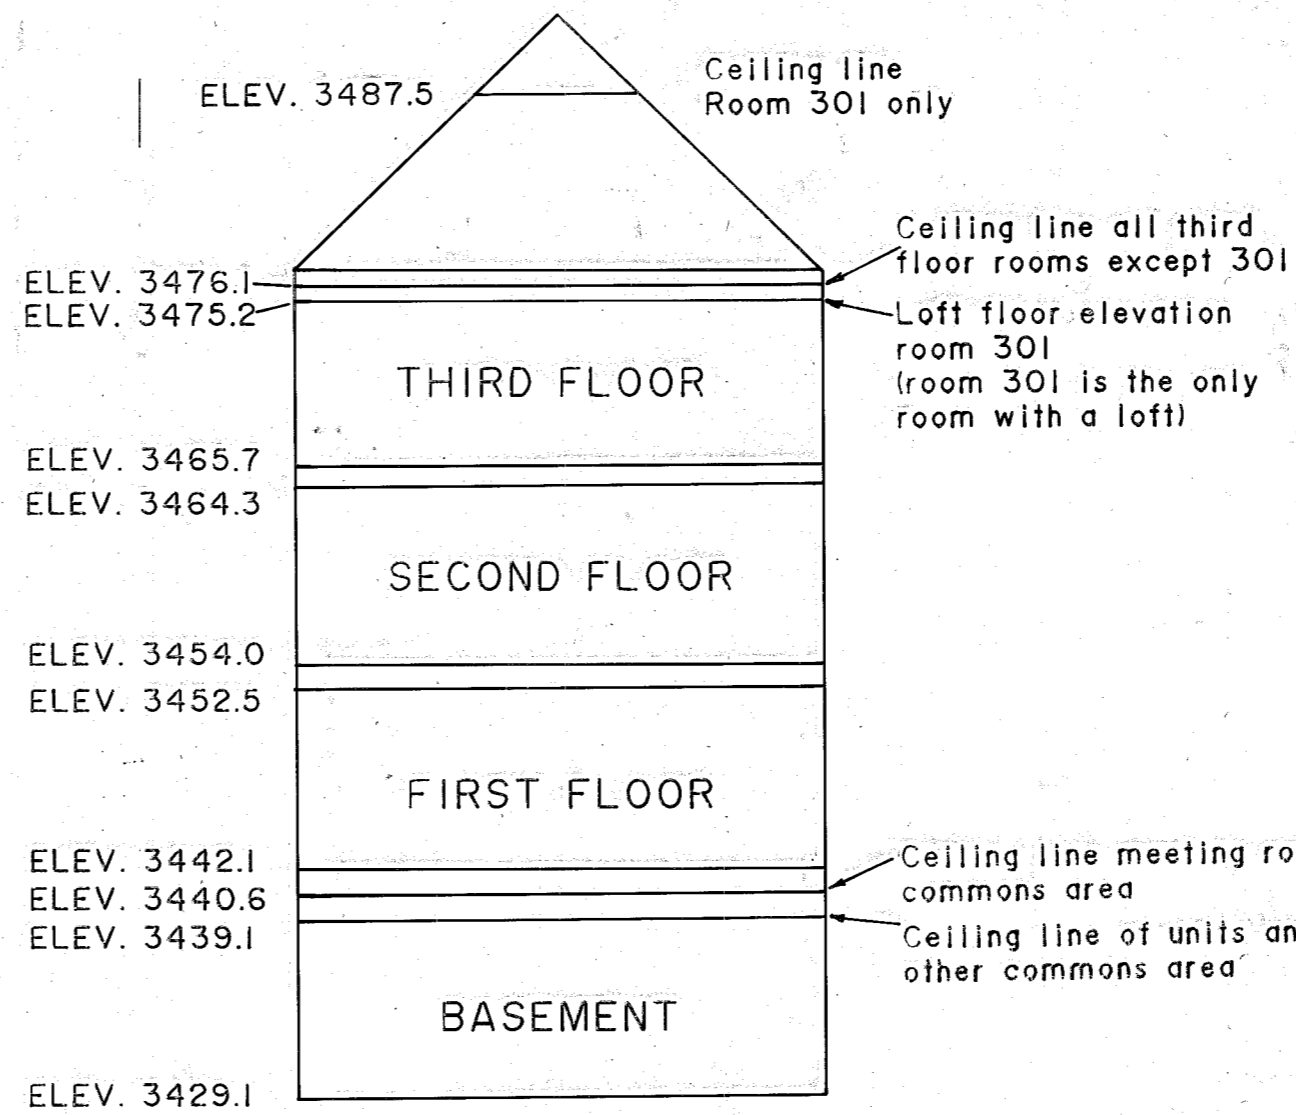 ELEV. 3487.5
Ceiling line
Room 301 only
Ceiling line all third
floor rooms except 301
ELEV. 3476.1
ELEV. 3475.2
Loft floor elevation
room 301
(room 301 is the only
room with a loft)
THIRD FLOOR
ELEV. 3465.7
ELEV. 3464.3
SECOND FLOOR
ELEV. 3454.0
ELEV. 3452.5
FIRST FLOOR
ELEV. 3442.1
ELEV. 3440.6
ELEV. 3439.1
Ceiling line meeting ro
commons area
Ceiling line of units an
other commons area
BASEMENT
ELEV. 3429.1